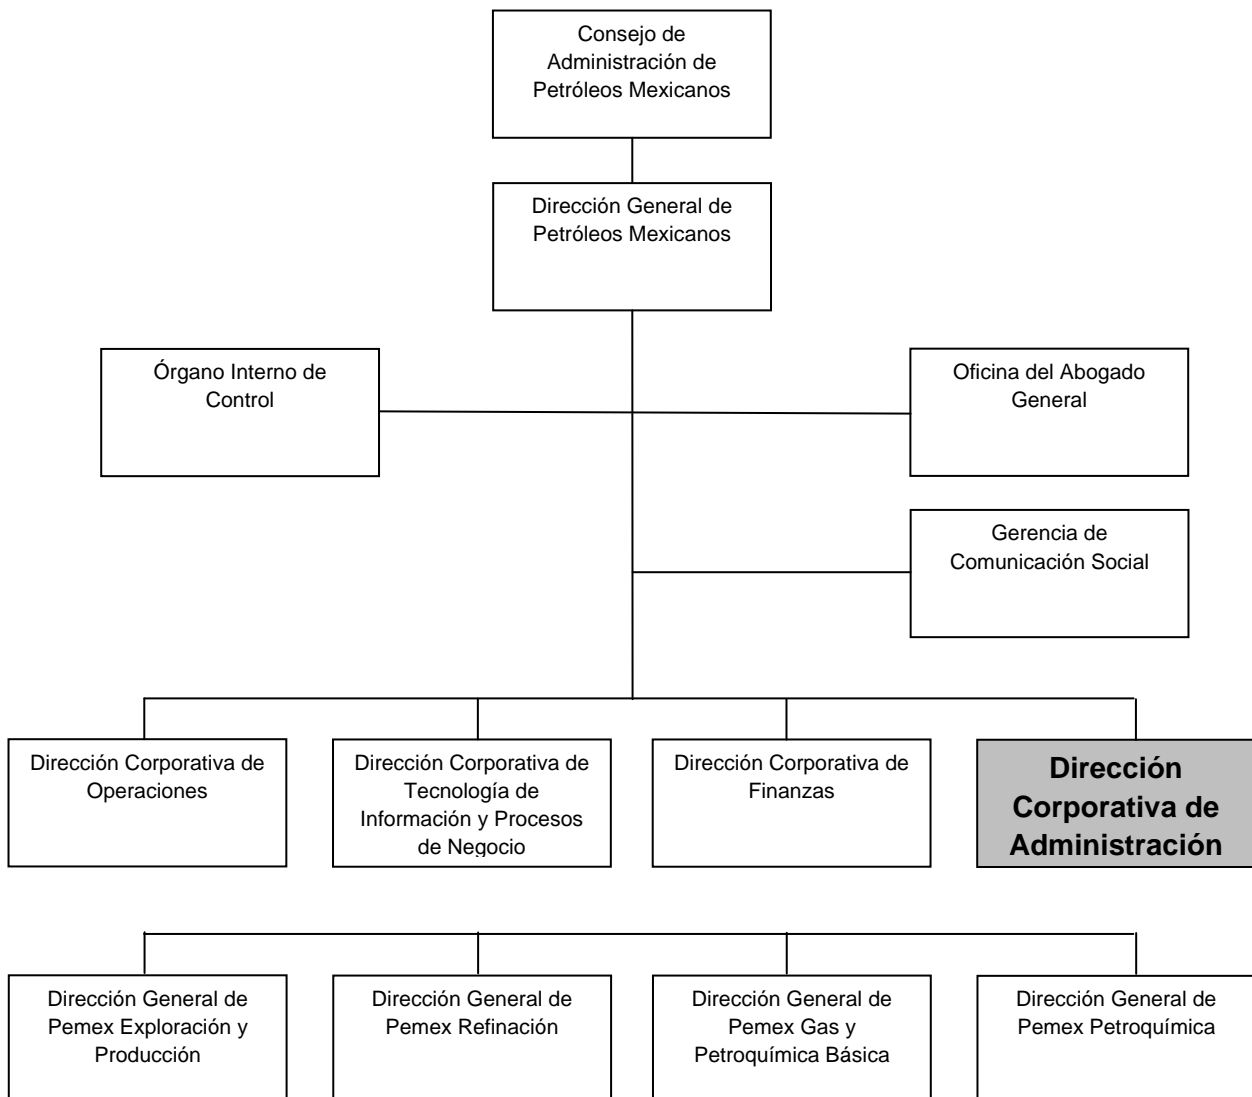 Consejo de
Administración de
Petróleos Mexicanos
Dirección General de
Petróleos Mexicanos
Órgano Interno de
Control
Oficina del Abogado
General
Gerencia de
Comunicación Social
Dirección Corporativa de
Operaciones
Dirección Corporativa de
Tecnología de
Información y Procesos
de Negocio
Dirección Corporativa de
Finanzas
Dirección
Corporativa de
Administración
Dirección General de
Pemex Exploración y
Producción
Dirección General de
Pemex Refinación
Dirección General de
Pemex Gas y
Petroquímica Básica
Dirección General de
Pemex Petroquímica